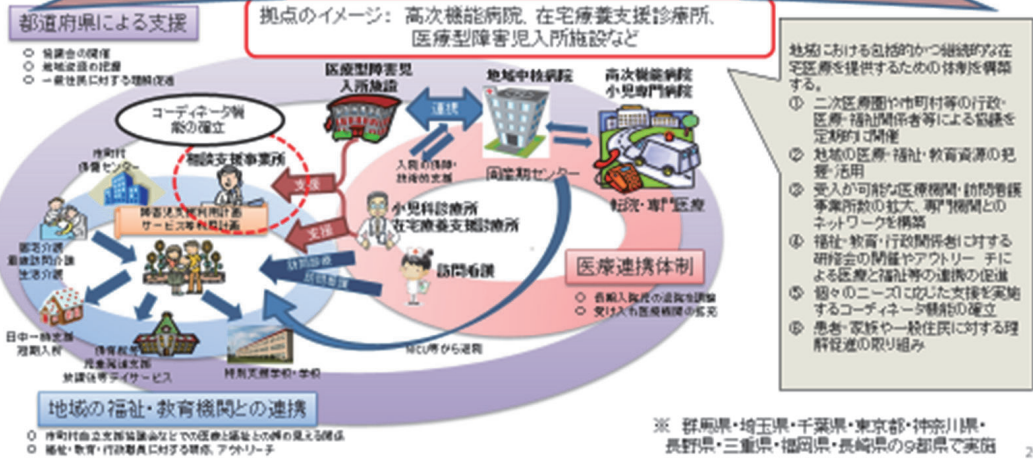 都道府県による支援
○ 協議会の開催
○ 地域資源の把握
○ 一般住民に対する理解促進
拠点のイメージ: 高次機能病院、在宅療養支援診療所、
医療型障害児入所施設など
コーディネータ機
能の確立
市町村
保健センター
相談支援事業所
障害児支援利用計画
サービス等利用計画
居宅介護
重度訪問介護
生活介護
日中一時支援
短期入所
保育教育
児童発達支援
放課後等デイサービス
特別支援学校・学校
医療型障害児
入所施設
連携
地域中核病院
高次機能病院
小児専門病院
技術的支援
周産期センター
転院・専門医療
支援
支援
小児科診療所
在宅療養支援診療所
訪問診療
訪問看護
訪問看護
NICU等から退院
医療連携体制
○ 長期入院児の退院を調整
○ 受け入れ医療機関の拡充
地域の福祉・教育機関との連携
○ 市町村自立支援協議会などでの医療と福祉との顔の見える関係
○ 福祉・教育・行政職員に対する研修、アウトリーチ
地域における包括的かつ継続的な在
宅医療を提供するための体制を構築
する。
① 二次医療圏や市町村等の行政・
医療・福祉関係者等による協議を
定期的に開催
② 地域の医療・福祉・教育資源の把
握・活用
③ 受入が可能な医療機関・訪問看護
事業所数の拡大、専門機関との
ネットワークを構築
④ 福祉・教育・行政関係者に対する
研修会の開催やアウトリーチに
よる医療と福祉等の連携の促進
⑤ 個々のニーズに応じた支援を実施
するコーディネータ機能の確立
⑥ 患者・家族や一般住民に対する理
解促進の取り組み
※ 群馬県・埼玉県・千葉県・東京都・神奈川県・
長野県・三重県・福岡県・長崎県の9都県で実施
2